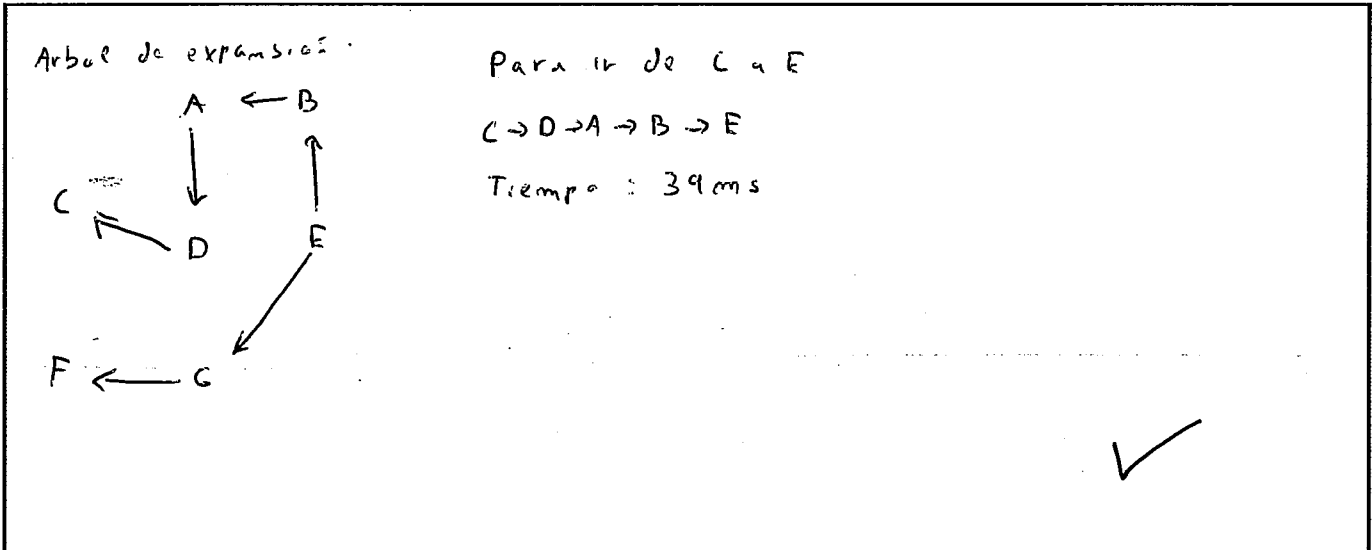 Arbol de expansión.
A ← B
C
D
E
F ← G
Para ir de C a E
C → D → A → B → E
Tiempo : 39 ms